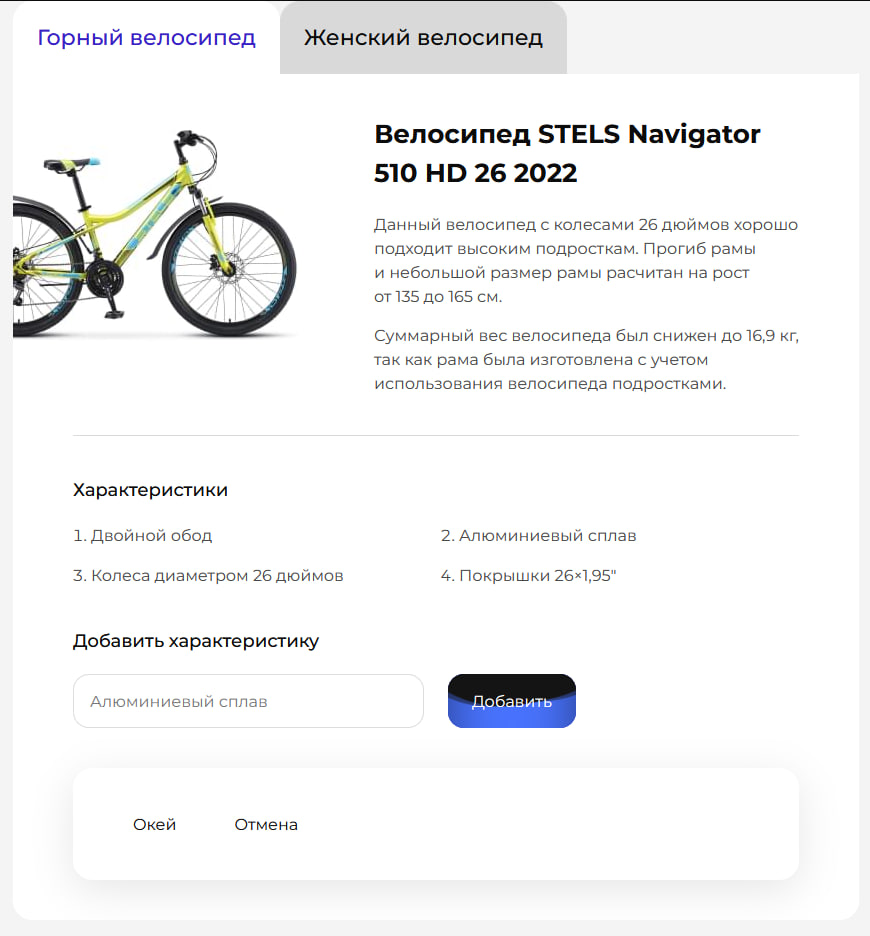 Горный велосипед
Женский велосипед
Велосипед STELS Navigator
510 HD 26 2022
Данный велосипед с колесами 26 дюймов хорошо
подходит высоким подросткам. Прогиб рамы
и небольшой размер рамы расчитан на рост
от 135 до 165 см.
Суммарный вес велосипеда был снижен до 16,9 кг,
так как рама была изготовлена с учетом
использования велосипеда подростками.
Характеристики
1. Двойной обод
2. Алюминиевый сплав
3. Колеса диаметром 26 дюймов
4. Покрышки 26×1,95"
Добавить характеристику
Алюминиевый сплав
Добавить
Окей
Отмена